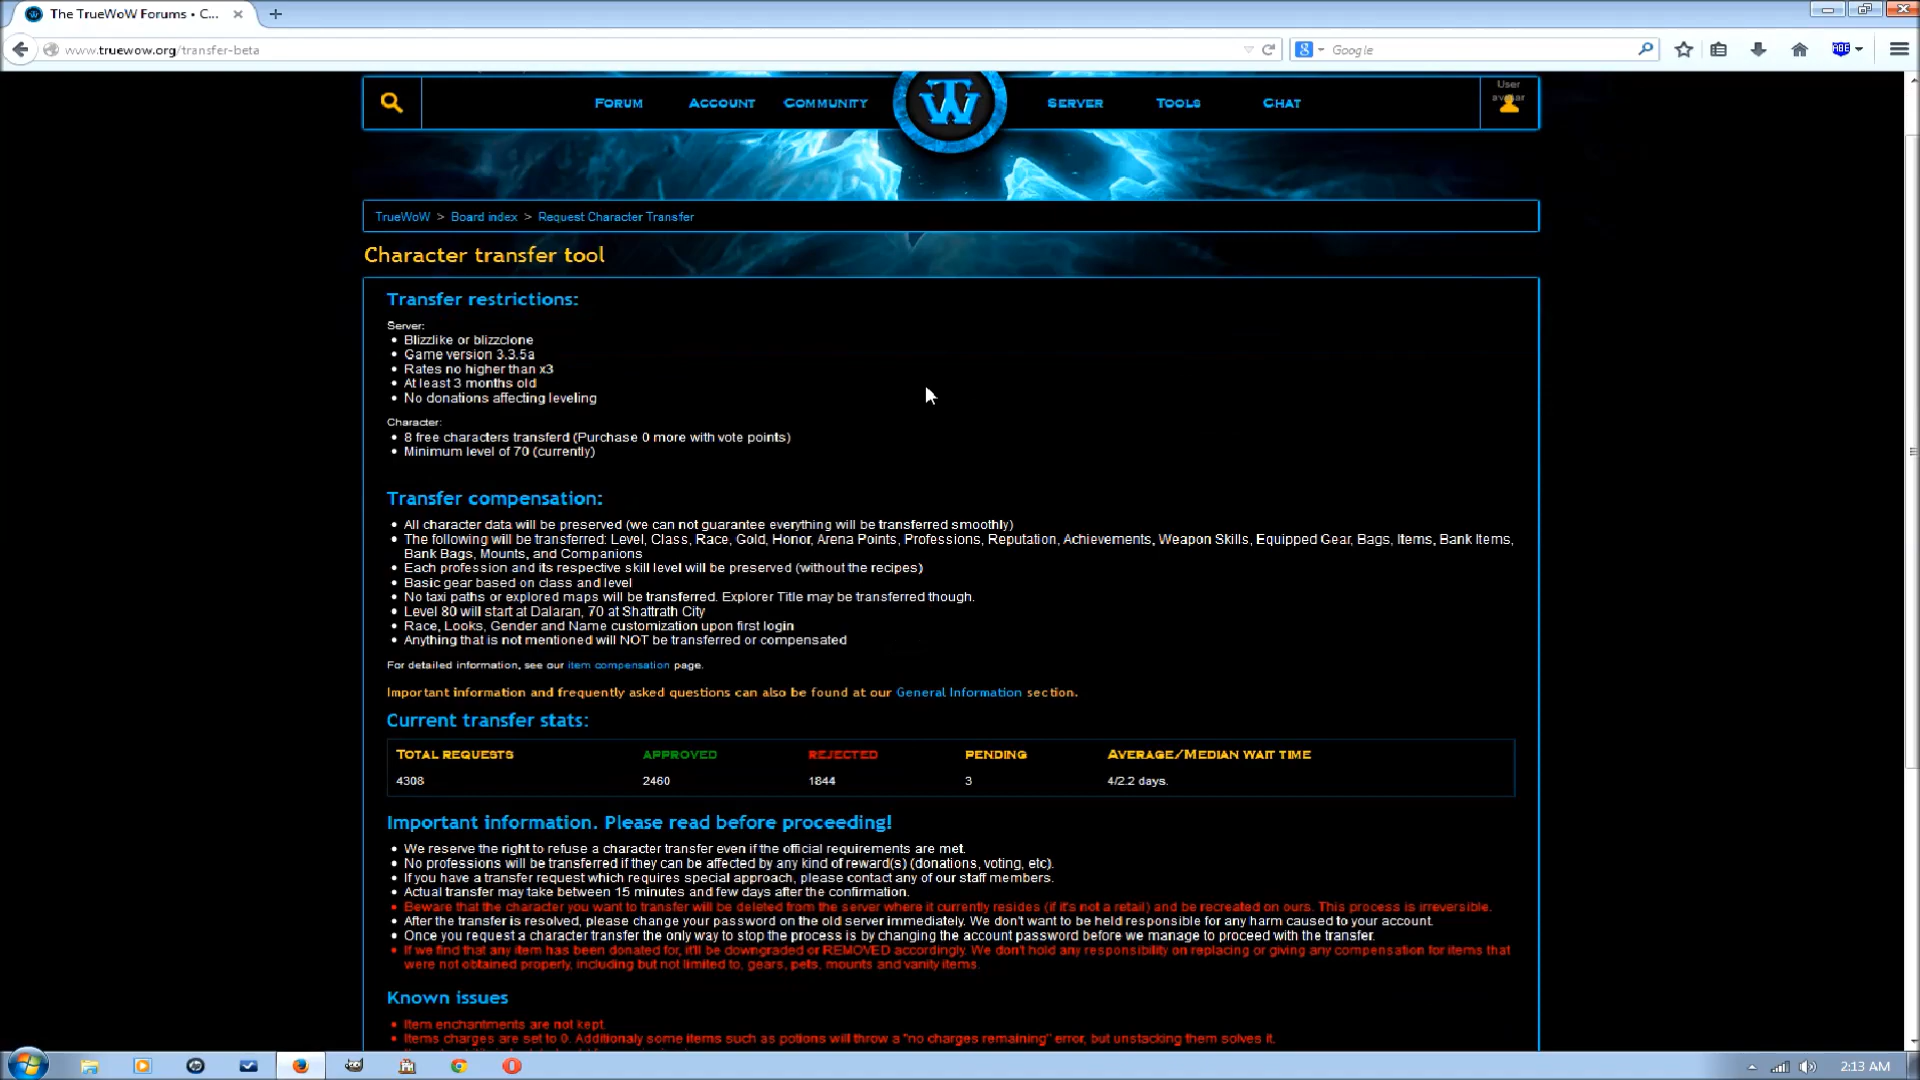 The TrueWoW Forums • C...
www.truewow.org/transfer-beta
Google
ABE
FORUM
ACCOUNT
COMMUNITY
TW
SERVER
TOOLS
CHAT
User avatar
TrueWoW > Board index > Request Character Transfer
Character transfer tool
Transfer restrictions:
Server:
• Blizzlike or blizzclone
• Game version 3.3.5a
• Rates no higher than x3
• At least 3 months old
• No donations affecting leveling
Character:
• 8 free characters transferd (Purchase 0 more with vote points)
• Minimum level of 70 (currently)
Transfer compensation:
• All character data will be preserved (we can not guarantee everything will be transferred smoothly)
• The following will be transferred: Level, Class, Race, Gold, Honor, Arena Points, Professions, Reputation, Achievements, Weapon Skills, Equipped Gear, Bags, Items, Bank Items,
Bank Bags, Mounts, and Companions
• Each profession and its respective skill level will be preserved (without the recipes)
• Basic gear based on class and level
• No taxi paths or explored maps will be transferred. Explorer Title may be transferred though.
• Level 80 will start at Dalaran, 70 at Shattrath City
• Race, Looks, Gender and Name customization upon first login
• Anything that is not mentioned will NOT be transferred or compensated
For detailed information, see our item compensation page.
Important information and frequently asked questions can also be found at our General Information section.
Current transfer stats:
TOTAL REQUESTS APPROVED REJECTED PENDING AVERAGE/MEDIAN WAIT TIME
4308 2460 1844 3 4/2.2 days.
Important information. Please read before proceeding!
• We reserve the right to refuse a character transfer even if the official requirements are met.
• No professions will be transferred if they can be affected by any kind of reward(s) (donations, voting, etc).
• If you have a transfer request which requires special approach, please contact any of our staff members.
• Actual transfer may take between 15 minutes and few days after the confirmation.
• Beware that the character you want to transfer will be deleted from the server where it currently resides (if it's not a retail) and be recreated on ours. This process is irreversible.
• After the transfer is resolved, please change your password on the old server immediately. We don't want to be held responsible for any harm caused to your account.
• Once you request a character transfer the only way to stop the process is by changing the account password before we manage to proceed with the transfer.
• If we find that any item has been donated for, it'll be downgraded or REMOVED accordingly. We don't hold any responsibility on replacing or giving any compensation for items that
were not obtained properly, including but not limited to, gears, pets, mounts and vanity items.
Known issues
• Item enchantments are not kept.
• Items charges are set to 0. Additionaly some items such as potions will throw a "no charges remaining" error, but unstacking them solves it.
2:13 AM